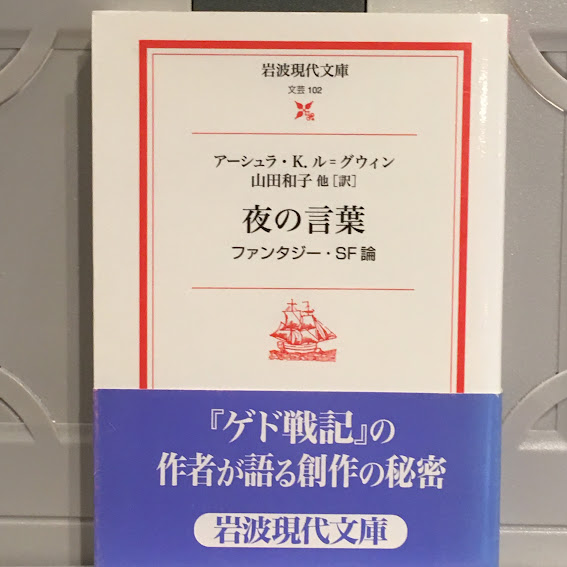 岩波現代文庫
文芸 102
アーシュラ・K. ル=グウィン
山田和子 他[訳]
夜の言葉
ファンタジー・SF論
『ゲド戦記』の
作者が語る創作の秘密
岩波現代文庫